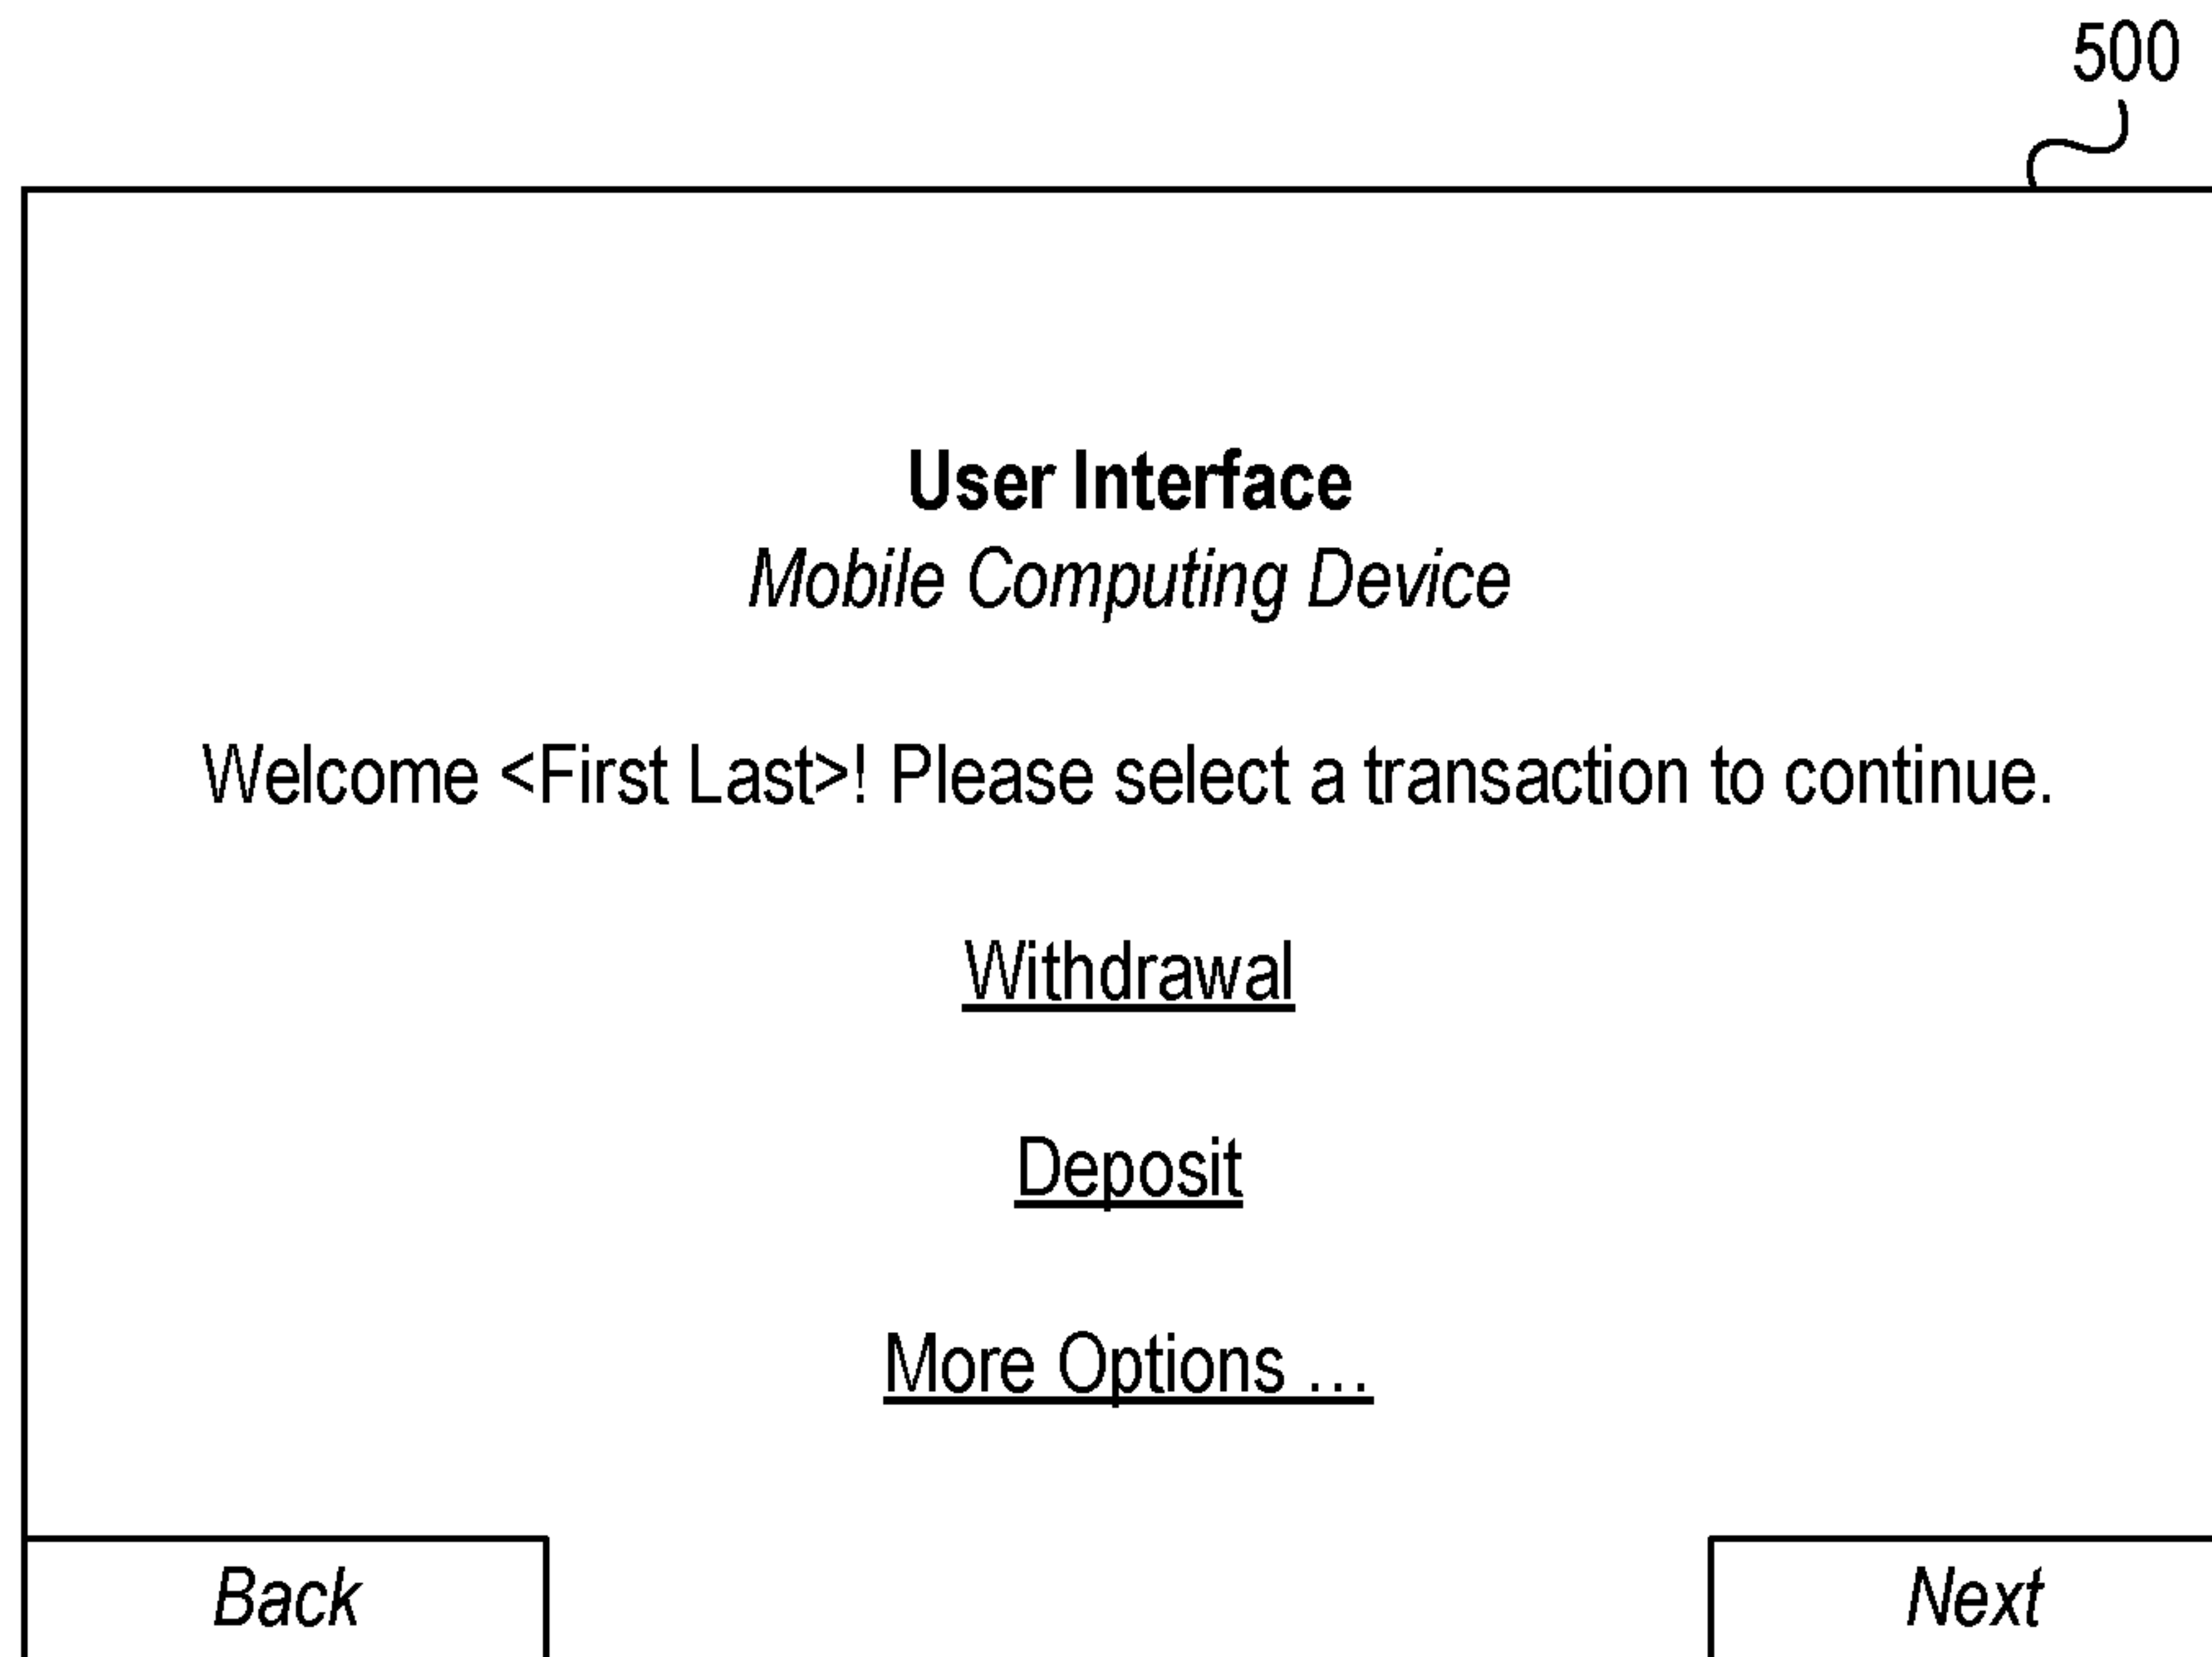 500
User Interface
Mobile Computing Device
Welcome <First Last>! Please select a transaction to continue.
Withdrawal
Deposit
More Options ...
Back
Next